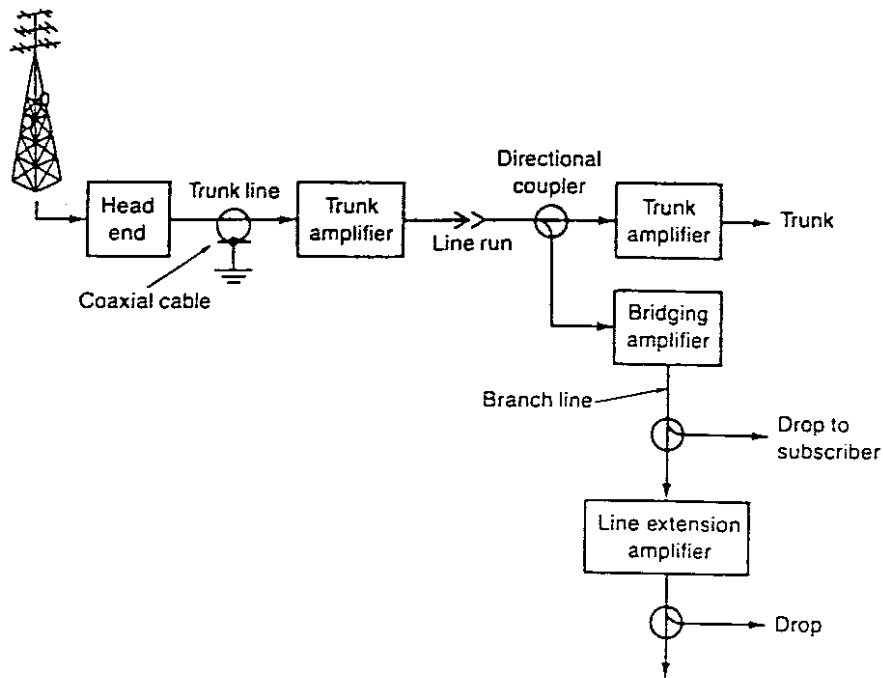 Directional
coupler
Trunk line
Head
end
Trunk
amplifier
Line run
Trunk
amplifier
Trunk
Coaxial cable
Bridging
amplifier
Branch line
Drop to
subscriber
Line extension
amplifier
Drop